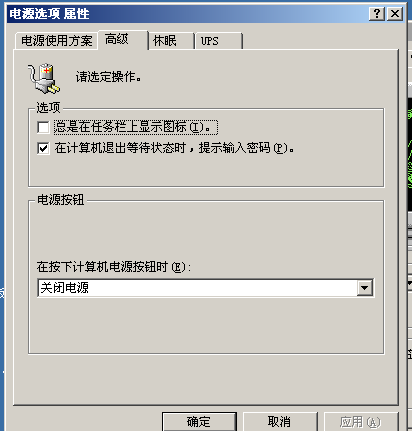 电源选项 属性
电源使用方案 高级 休眠 UPS
请选定操作。
选项
总是在任务栏上显示图标(I)。
在计算机退出等待状态时，提示输入密码(P)。
电源按钮
在按下计算机电源按钮时(E):
关闭电源
确定 取消 应用(A)